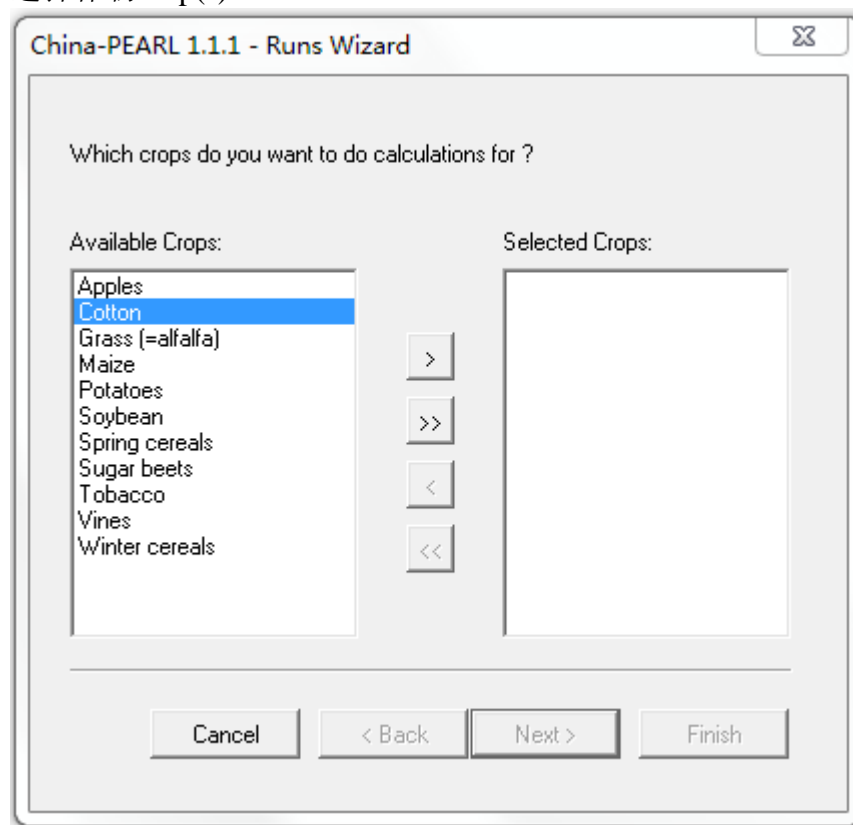 China-PEARL 1.1.1 - Runs Wizard
Which crops do you want to do calculations for ?
Available Crops:
Selected Crops:
Apples
Cotton
Grass (=alfalfa)
Maize
Potatoes
Soybean
Spring cereals
Sugar beets
Tobacco
Vines
Winter cereals
>
>>
<
<<
Cancel
< Back
Next >
Finish